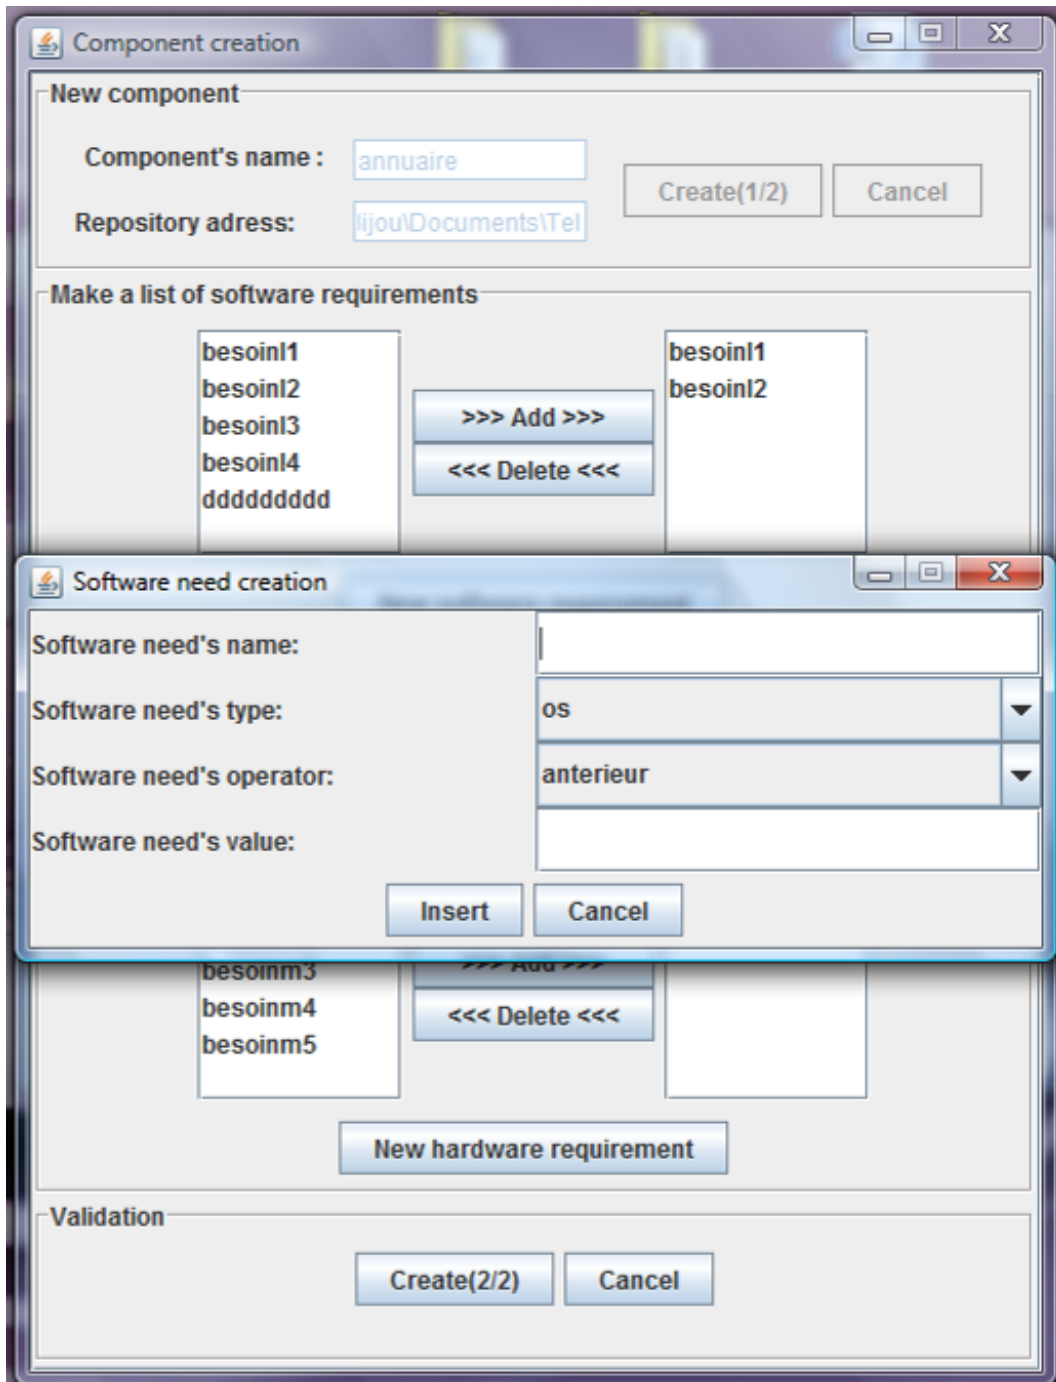 Component creation
New component
Component's name :
annuaire
Create(1/2)
Cancel
Repository adress:
\Documents\Tel
Make a list of software requirements
besoinl1
besoinl2
besoinl3
besoinl4
ddddddddd
>>> Add >>>
<<< Delete <<<
besoinl1
besoinl2
Software need creation
Software need's name:
Software need's type:
os
Software need's operator:
anterieur
Software need's value:
Insert
Cancel
besoinm3
besoinm4
besoinm5
>>> Add >>>
<<< Delete <<<
New hardware requirement
Validation
Create(2/2)
Cancel